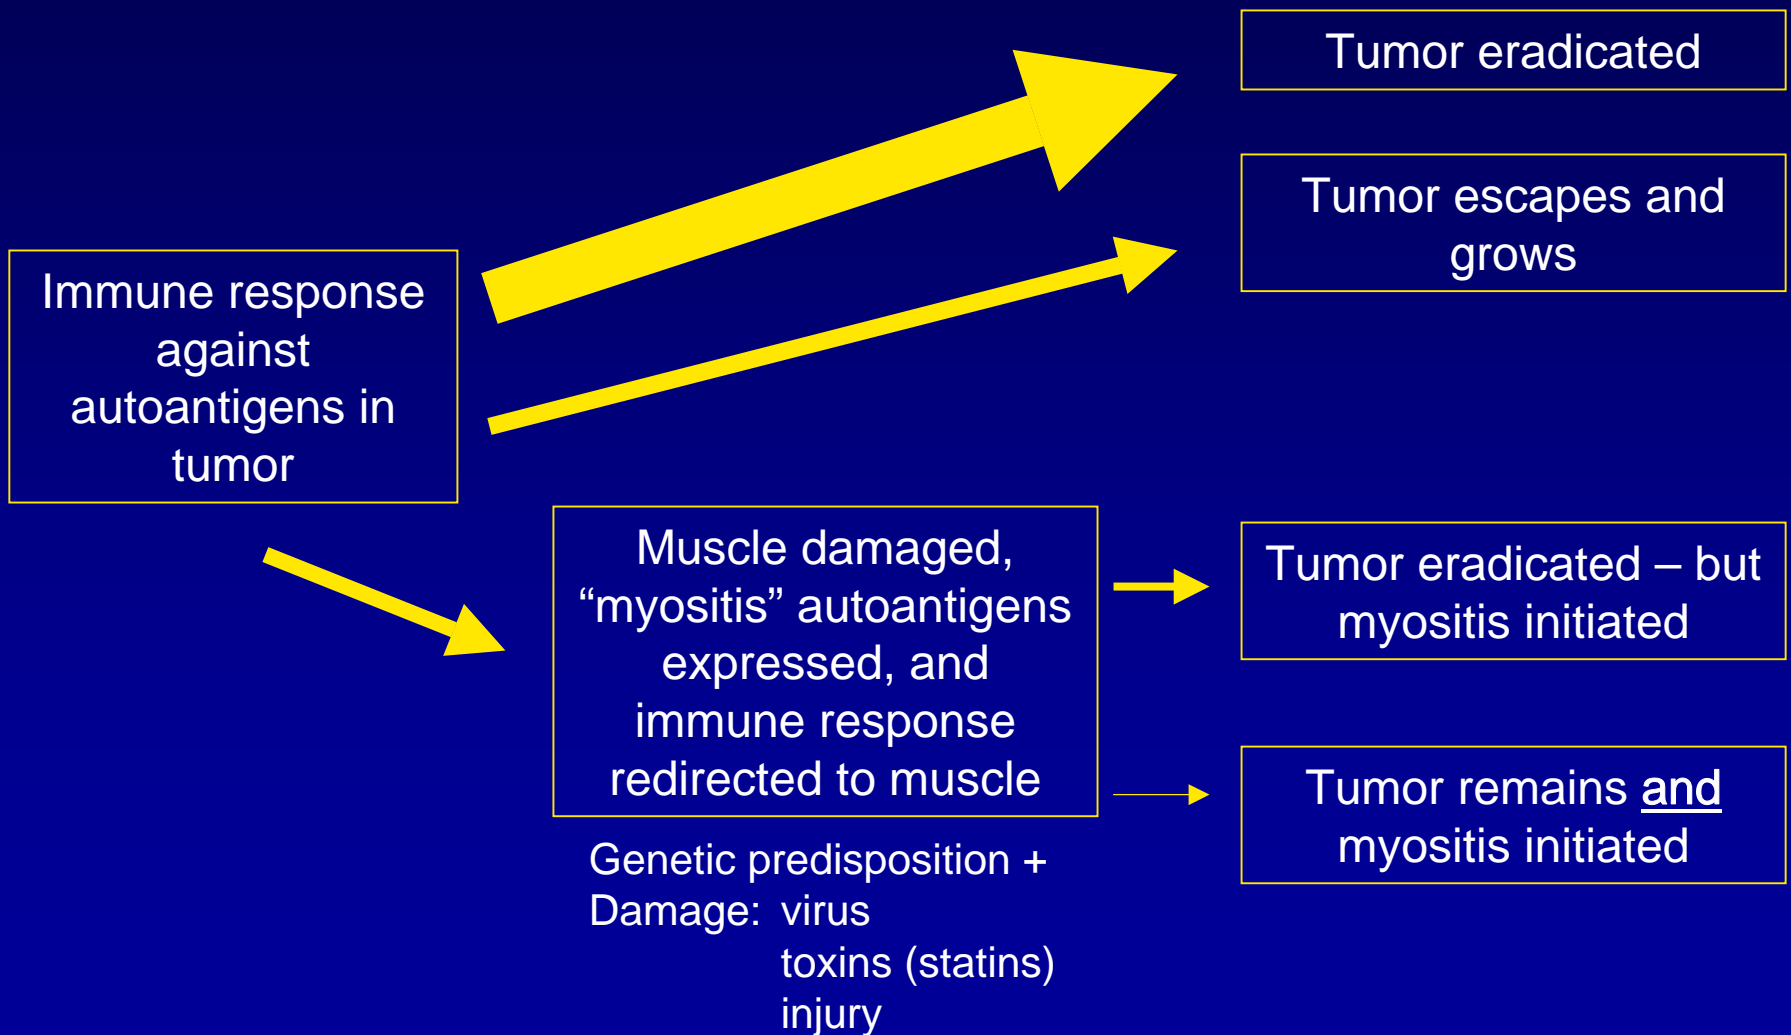 Tumor eradicated
Tumor escapes and
grows
Immune response
against
autoantigens in
tumor
Muscle damaged,
“myositis” autoantigens
expressed, and
immune response
redirected to muscle
Tumor eradicated – but
myositis initiated
Tumor remains and
myositis initiated
Genetic predisposition +
Damage: virus
toxins (statins)
injury